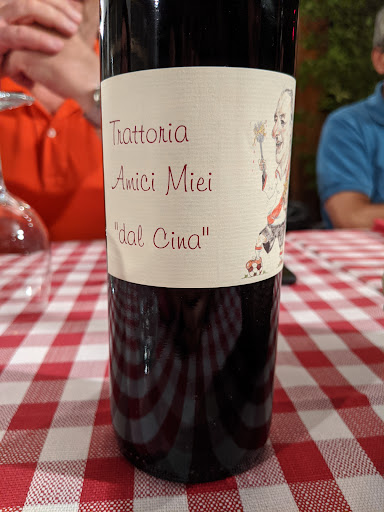 Trattoria
Amici Miei
"dal Cina"